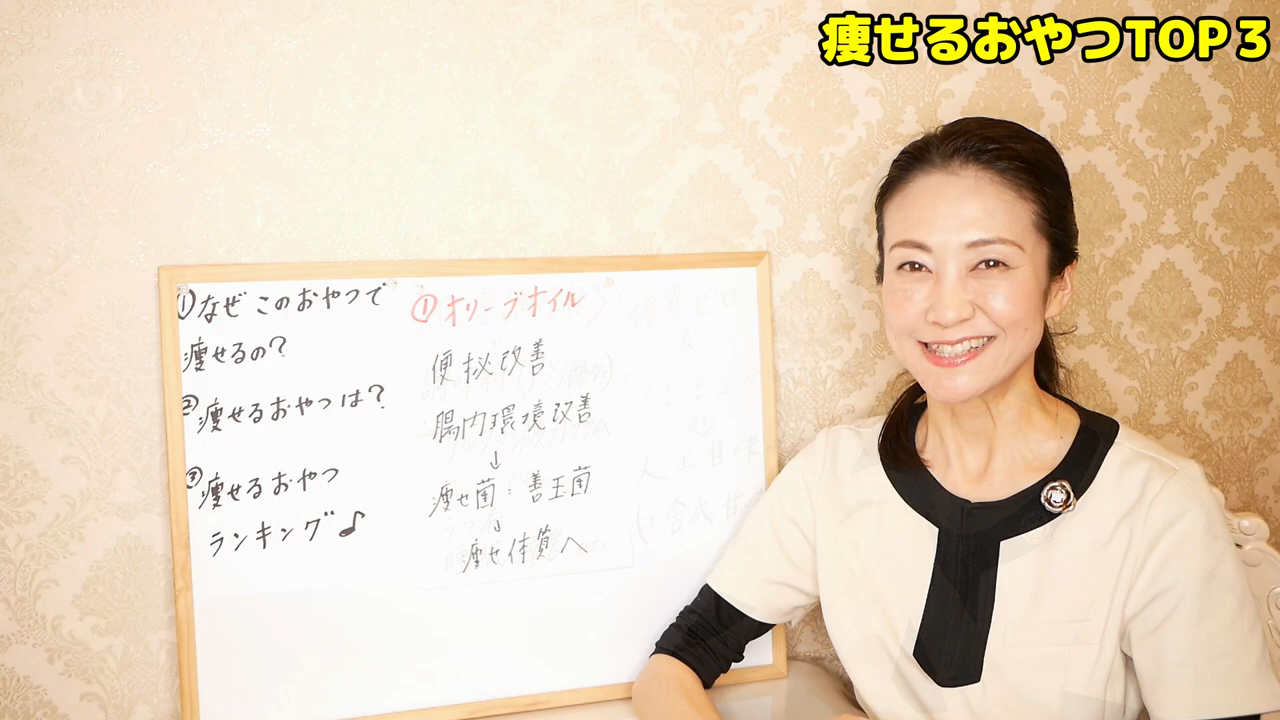 痩せるおやつTOP３
①なぜこのおやつで
痩せるの?
②痩せるおやつは?
③痩せるおやつ
ランキング♪
①オリーブオイル
便秘改善
腸内環境改善
↓
痩せ菌:善玉菌
↓
痩せ体質へ
人工甘味